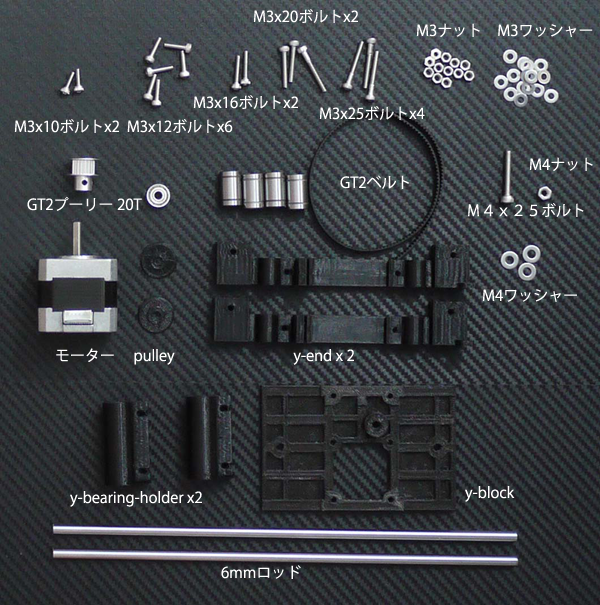 M3x20ボルトx2
M3ナット
M3ワッシャー
M3x16ボルトx2
M3x25ボルトx4
M3x10ボルトx2
M3x12ボルトx6
M4ナット
GT2ベルト
GT2プーリー 20T
M４ｘ２５ボルト
M4ワッシャー
モーター
pulley
y-end x 2
y-bearing-holder x2
y-block
6mmロッド